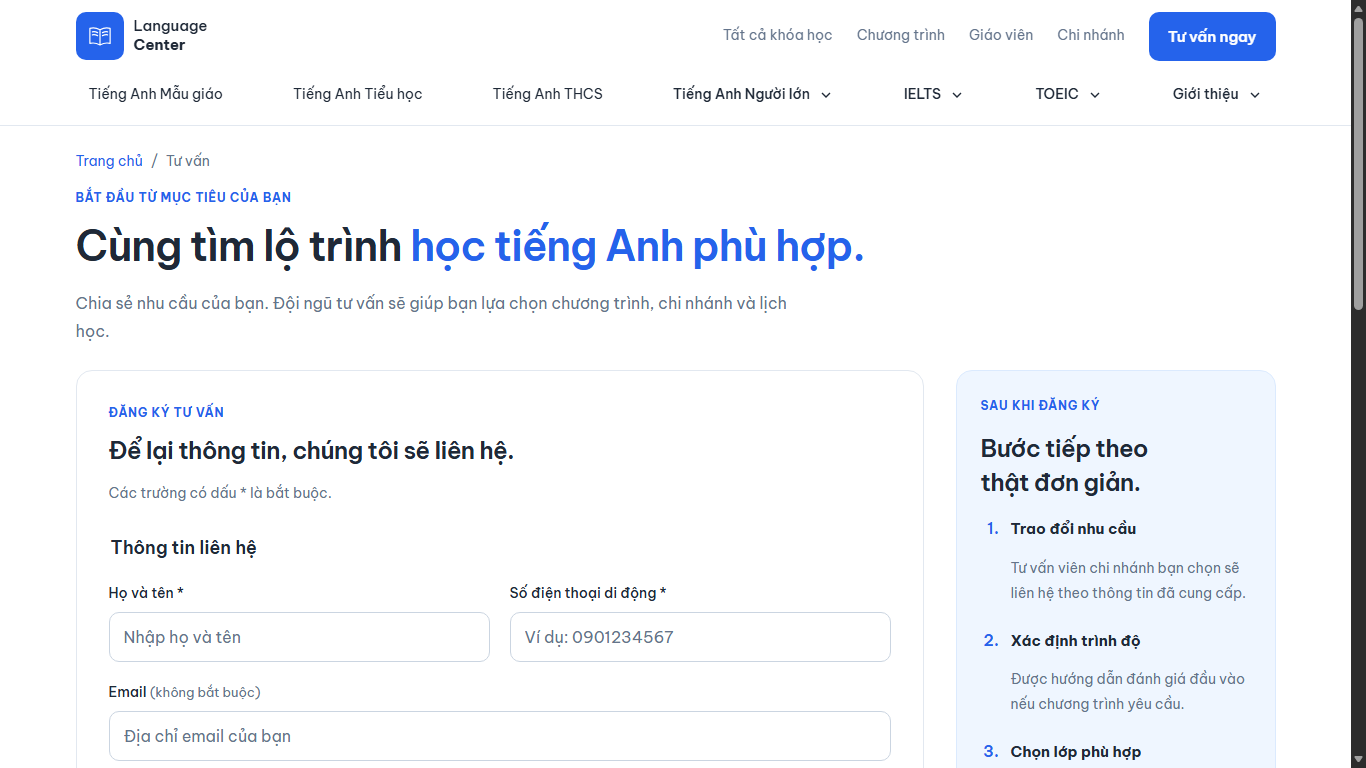 Language
Center
Tất cả khóa học
Chương trình
Giáo viên
Chi nhánh
Tư vấn ngay
Tiếng Anh Mẫu giáo
Tiếng Anh Tiểu học
Tiếng Anh THCS
Tiếng Anh Người lớn
IELTS
TOEIC
Giới thiệu
Trang chủ / Tư vấn
BẮT ĐẦU TỪ MỤC TIÊU CỦA BẠN
Cùng tìm lộ trình học tiếng Anh phù hợp.
Chia sẻ nhu cầu của bạn. Đội ngũ tư vấn sẽ giúp bạn lựa chọn chương trình, chi nhánh và lịch
học.
ĐĂNG KÝ TƯ VẤN
Để lại thông tin, chúng tôi sẽ liên hệ.
Các trường có dấu * là bắt buộc.
Thông tin liên hệ
Họ và tên *
Số điện thoại di động *
Nhập họ và tên
Ví dụ: 0901234567
Email (không bắt buộc)
Địa chỉ email của bạn
SAU KHI ĐĂNG KÝ
Bước tiếp theo
thật đơn giản.
1. Trao đổi nhu cầu
Tư vấn viên chi nhánh bạn chọn sẽ
liên hệ theo thông tin đã cung cấp.
2. Xác định trình độ
Được hướng dẫn đánh giá đầu vào
nếu chương trình yêu cầu.
3. Chọn lớp phù hợp